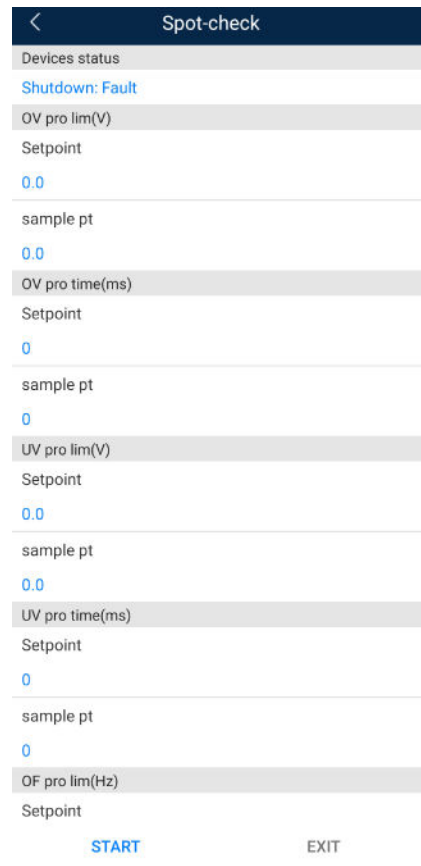 Spot-check
Devices status
Shutdown: Fault
OV pro lim(V)
Setpoint
0.0
sample pt
0.0
OV pro time(ms)
Setpoint
0
sample pt
0
UV pro lim(V)
Setpoint
0.0
sample pt
0.0
UV pro time(ms)
Setpoint
0
sample pt
0
OF pro lim(Hz)
Setpoint
START EXIT